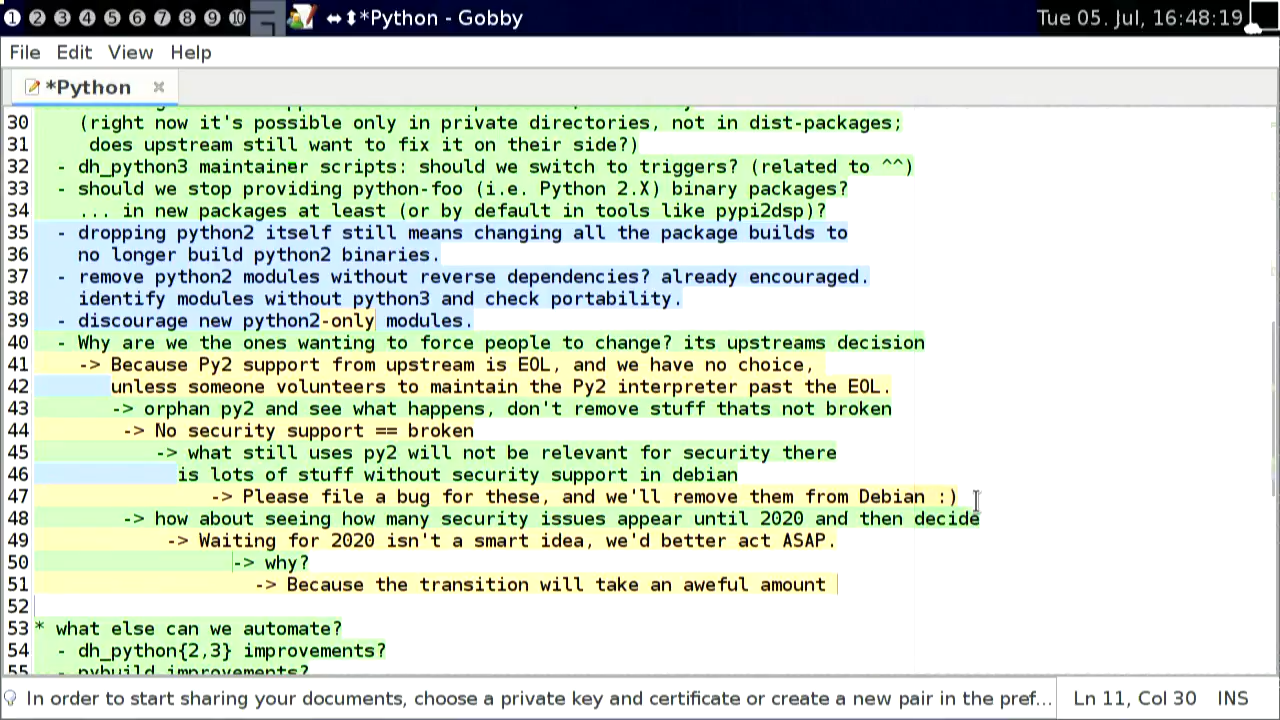 1 2 3 4 5 6 7 8 9 10 *Python - Gobby Tue 05. Jul, 16:48:19
File Edit View Help
*Python
30 (right now it's possible only in private directories, not in dist-packages;
31 does upstream still want to fix it on their side?)
32 - dh_python3 maintainer scripts: should we switch to triggers? (related to ^^)
33 - should we stop providing python-foo (i.e. Python 2.X) binary packages?
34 ... in new packages at least (or by default in tools like pypi2dsp)?
35 - dropping python2 itself still means changing all the package builds to
36 no longer build python2 binaries.
37 - remove python2 modules without reverse dependencies? already encouraged.
38 identify modules without python3 and check portability.
39 - discourage new python2-only modules.
40 - Why are we the ones wanting to force people to change? its upstreams decision
41 -> Because Py2 support from upstream is EOL, and we have no choice,
42 unless someone volunteers to maintain the Py2 interpreter past the EOL.
43 -> orphan py2 and see what happens, don't remove stuff thats not broken
44 -> No security support == broken
45 -> what still uses py2 will not be relevant for security there
46 is lots of stuff without security support in debian
47 -> Please file a bug for these, and we'll remove them from Debian :)
48 -> how about seeing how many security issues appear until 2020 and then decide
49 -> Waiting for 2020 isn't a smart idea, we'd better act ASAP.
50 -> why?
51 -> Because the transition will take an aweful amount
52
53 * what else can we automate?
54 - dh_python{2,3} improvements?
55 - pybuild improvements?
In order to start sharing your documents, choose a private key and certificate or create a new pair in the pref... Ln 11, Col 30 INS